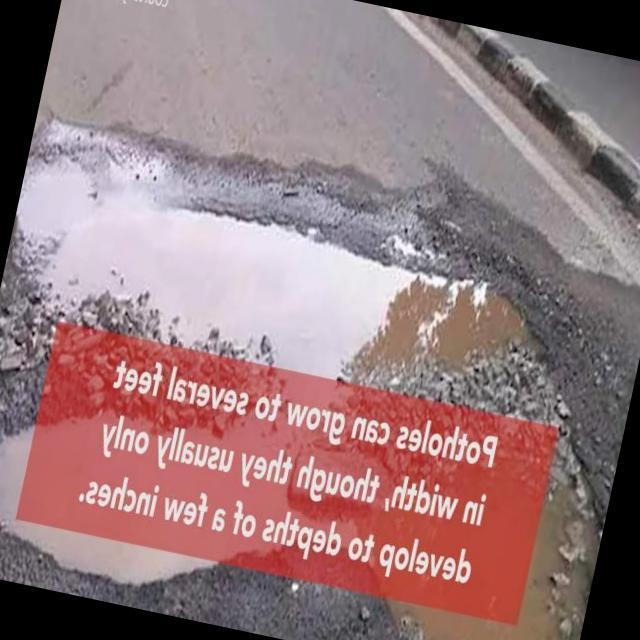 Potholes can grow to several feet
in width, though they usually only
develop to depths of a few inches.